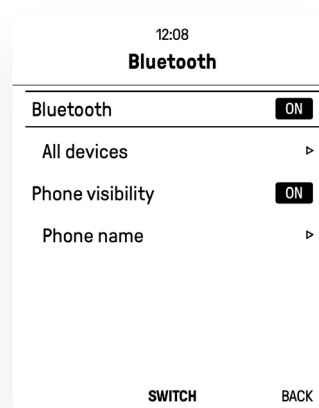 12:08
Bluetooth
Bluetooth ON
All devices
Phone visibility ON
Phone name
SWITCH BACK